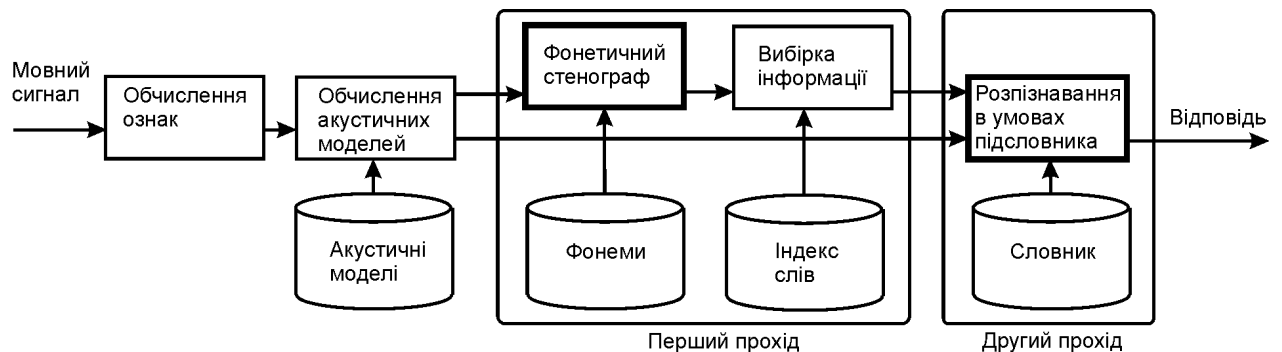 Мовний
сигнал
Обчислення
ознак
Обчислення
акустичних
моделей
Фонетичний
стенограф
Вибірка
інформації
Розпізнавання
в умовах
підсловника
Відповідь
Акустичні
моделі
Фонеми
Індекс
слів
Словник
Перший прохід
Другий прохід